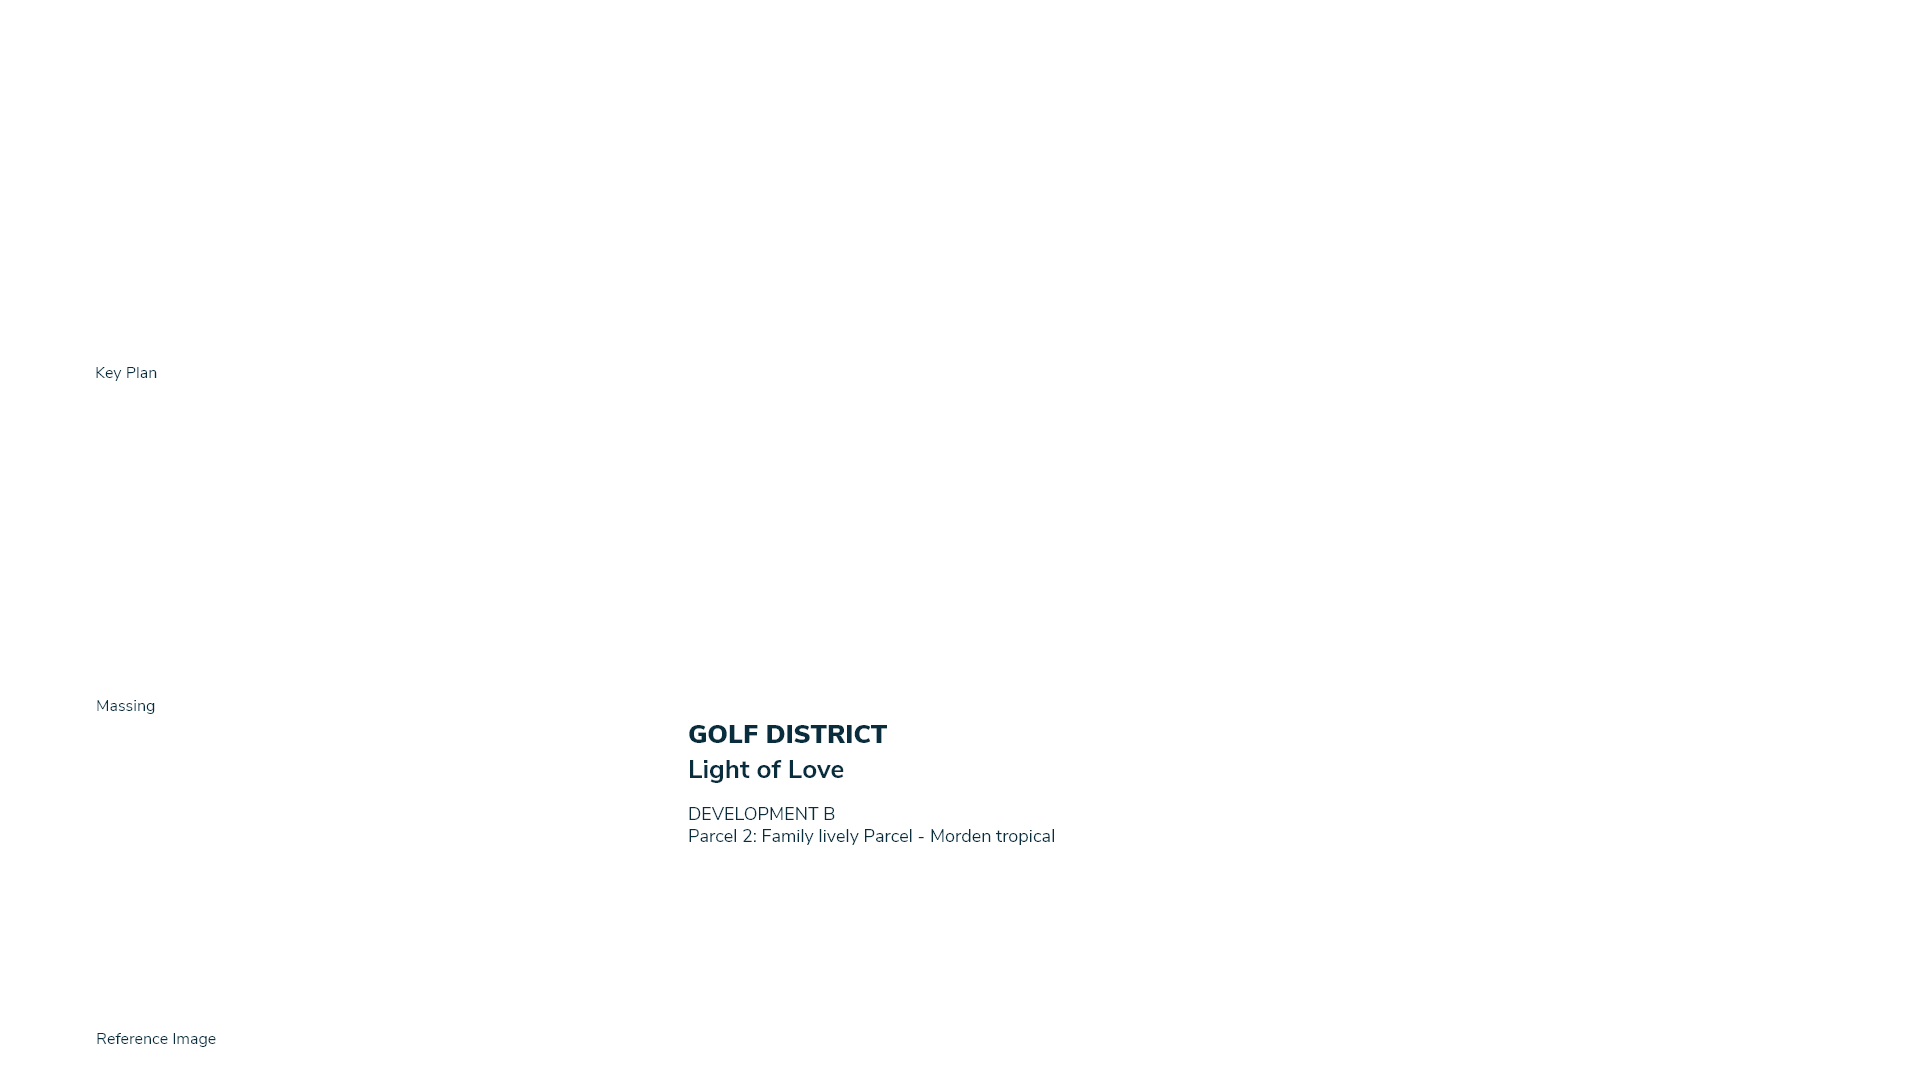 Key Plan
Massing
GOLF DISTRICT
Light of Love
DEVELOPMENT B
Parcel 2: Family lively Parcel - Morden tropical
Reference Image